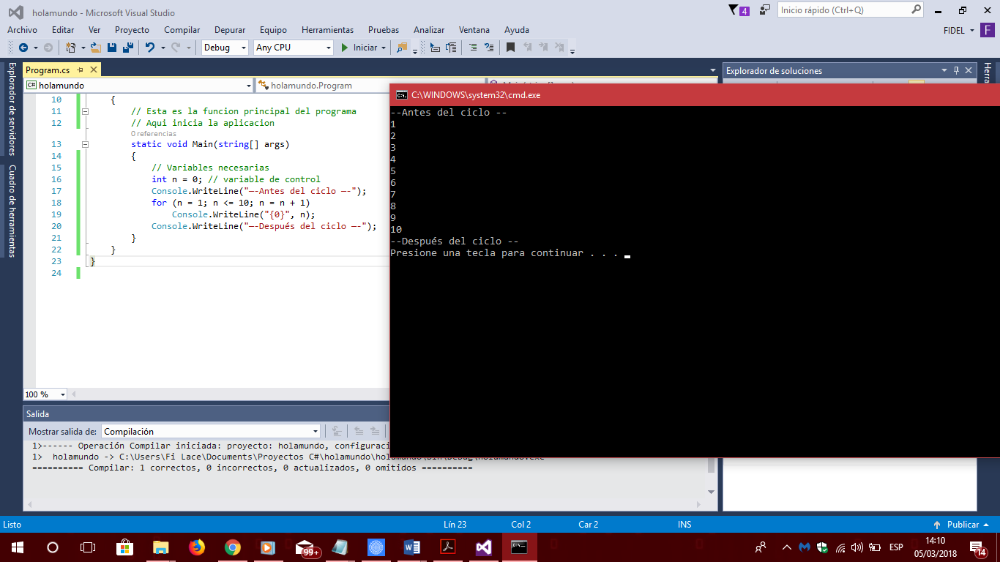 holamundo - Microsoft Visual Studio
4
Inicio rápido (Ctrl+Q)
Archivo Editar Ver Proyecto Compilar Depurar Equipo Herramientas Pruebas Analizar Ventana Ayuda
FIDEL F
Debug Any CPU Iniciar
Explorador de servidores
Cuadro de herramientas
Program.cs
Explorador de soluciones
Herra
C# holamundo holamundo.Program
10 {
11 // Esta es la funcion principal del programa
12 // Aqui inicia la aplicacion
0 referencias
13 static void Main(string[] args)
14 {
15 // Variables necesarias
16 int n = 0; // variable de control
17 Console.WriteLine("—-Antes del ciclo —-");
18 for (n = 1; n <= 10; n = n + 1)
19 Console.WriteLine("{0}", n);
20 Console.WriteLine("—-Después del ciclo —-");
21 }
22 }
23 }
24
100 %
C:\WINDOWS\system32\cmd.exe
--Antes del ciclo --
1
2
3
4
5
6
7
8
9
10
--Después del ciclo --
Presione una tecla para continuar . . .
Salida
Mostrar salida de: Compilación
1>------ Operación Compilar iniciada: proyecto: holamundo,
1> holamundo -> C:\Users\Fi Lace\Documents\Proyectos C#\holamundo\holamundo\bin\Debug\holamundo.exe
========== Compilar: 1 correctos, 0 incorrectos, 0 actualizados, 0 omitidos ==========
Listo Lín 23 Col 2 Car 2 INS Publicar
99+
ESP
14:10
05/03/2018
14